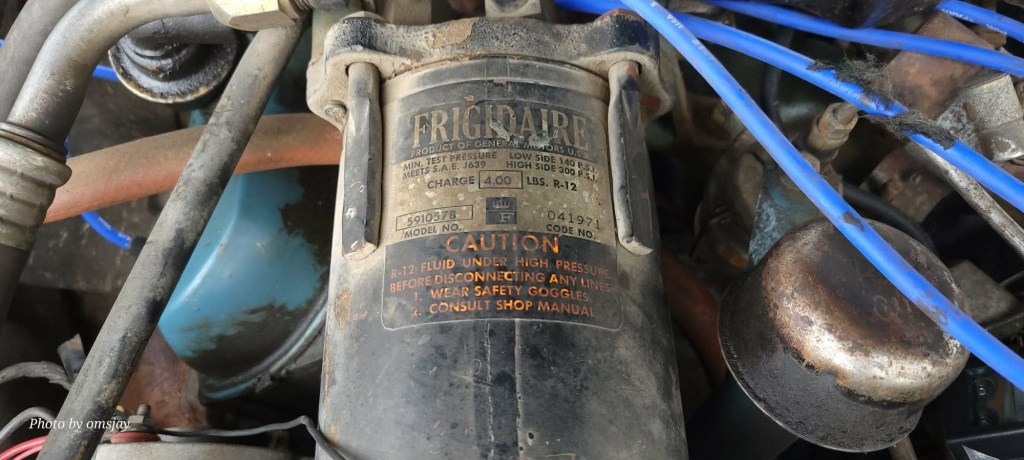 FRIGIDAIRE
PRODUCT OF GENERAL MOTORS
MIN. TEST PRESSURE LOW SIDE 140 P.S.I.
MEETS S.A.E. J639 HIGH SIDE 300 P.S.I.
CHARGE 4.00 LBS. R-12
5910578 F 041971
MODEL NO. CODE NO.
CAUTION
R-12 FLUID UNDER HIGH PRESSURE
BEFORE DISCONNECTING ANY LINES
1. WEAR SAFETY GOGGLES.
2. CONSULT SHOP MANUAL
Photo by omsjay